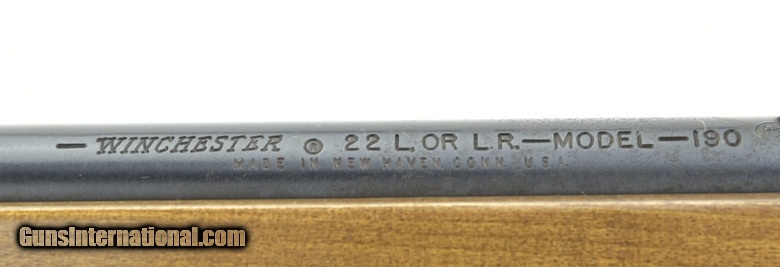 —WINCHESTER ® 22 L. OR L.R.—MODEL—190
MADE IN NEW HAVEN, CONN. U.S.A.
GunsInternational.com